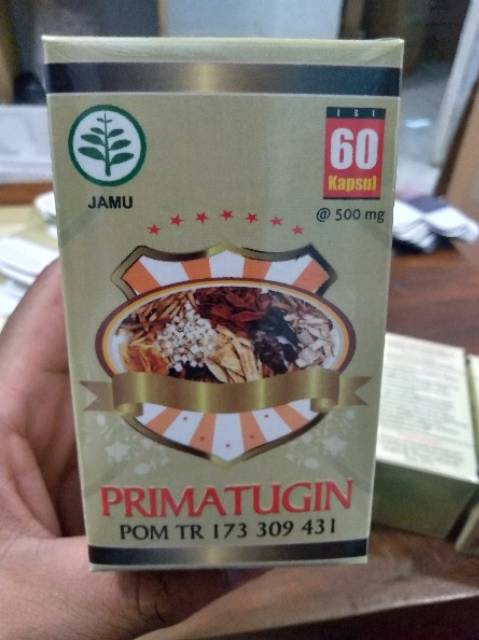 ISI
60
Kapsul
@ 500 mg
JAMU
PRIMATUGIN
POM TR 173 309 431